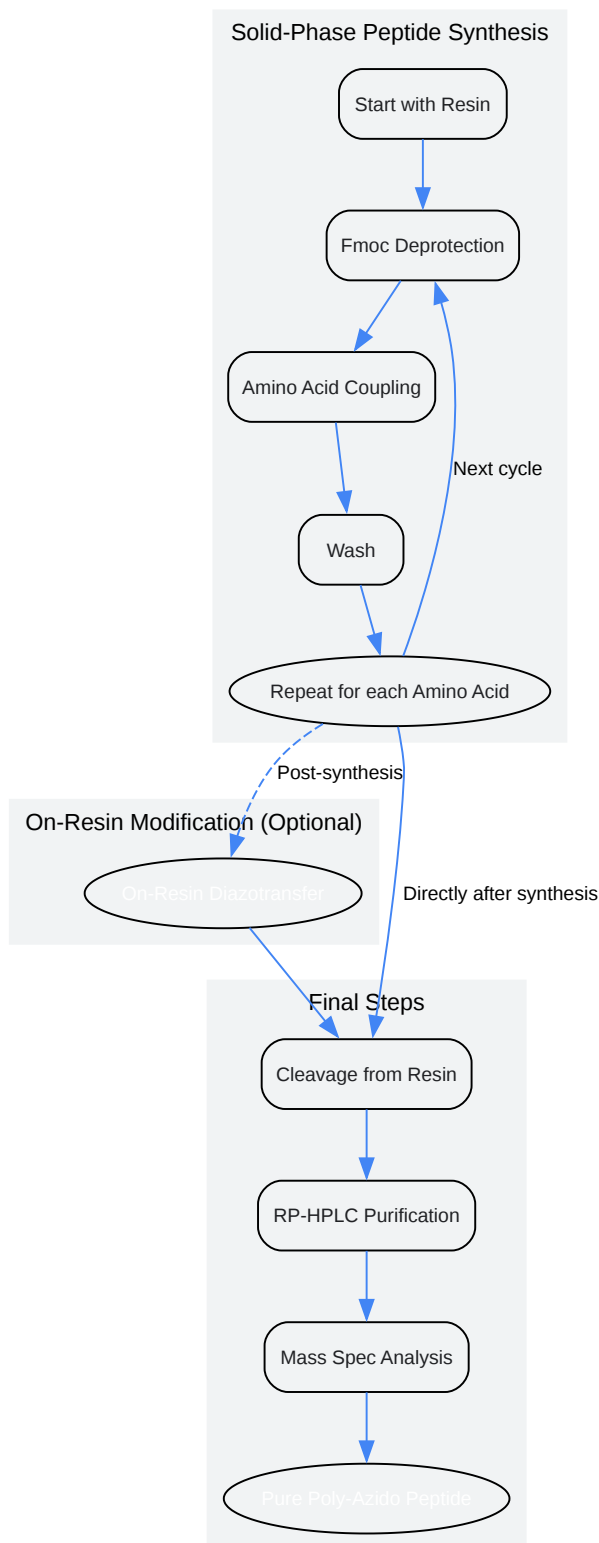 Solid-Phase Peptide Synthesis
Start with Resin
Fmoc Deprotection
Amino Acid Coupling
Next cycle
Wash
Repeat for each Amino Acid
Post-synthesis
On-Resin Modification (Optional)
On-Resin Diazotransfer
Directly after synthesis
Final Steps
Cleavage from Resin
RP-HPLC Purification
Mass Spec Analysis
Pure Poly-Azido Peptide